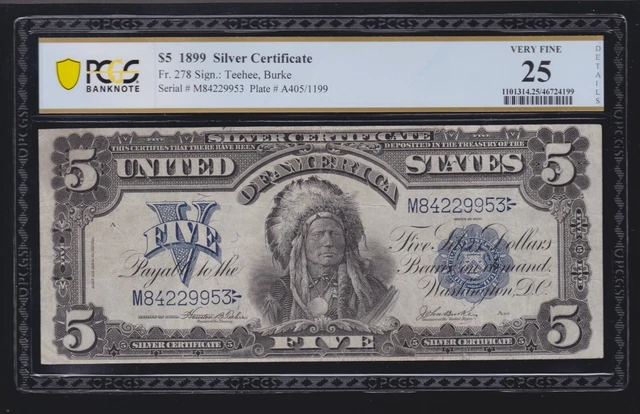 $5 1899 Silver Certificate
Fr. 278 Sign.: Teehee, Burke
Serial # M84229953 Plate # A405/1199
PCGS
BANKNOTE
VERY FINE
25
1101314.25/46724199
DETAILS
SILVER CERTIFICATE
THIS CERTIFIES THAT THERE HAVE BEEN DEPOSITED IN THE TREASURY OF THE
5 UNITED STATES 5
OF AMERICA
M84229953
V
FIVE
Five Dollars
Payable to the Bearer on demand.
Washington, D.C.
M84229953
5 FIVE 5
SILVER CERTIFICATE SILVER CERTIFICATE